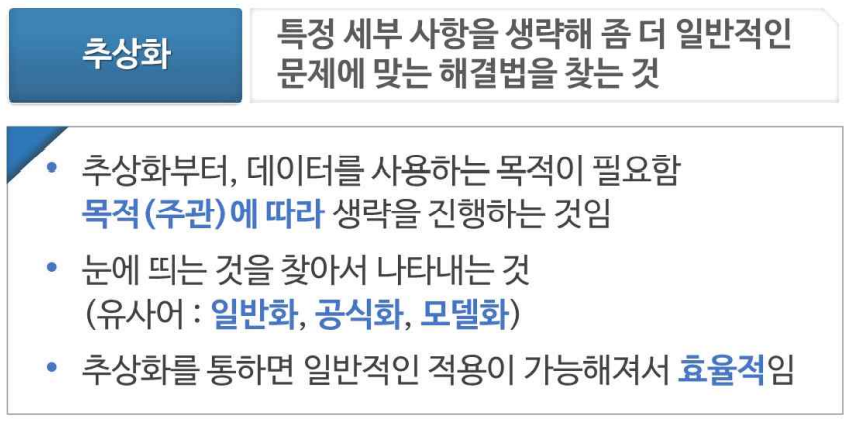 추상화
특정 세부 사항을 생략해 좀 더 일반적인
문제에 맞는 해결법을 찾는 것
• 추상화부터, 데이터를 사용하는 목적이 필요함
목적(주관)에 따라 생략을 진행하는 것임
• 눈에 띄는 것을 찾아서 나타내는 것
(유사어 : 일반화, 공식화, 모델화)
• 추상화를 통하면 일반적인 적용이 가능해져서 효율적임